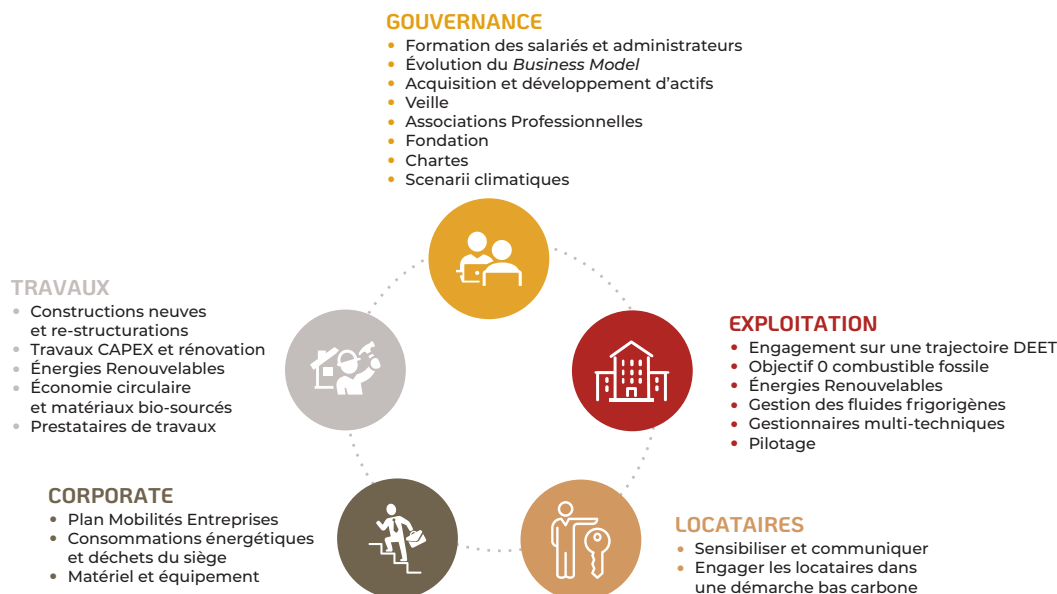 GOUVERNANCE
• Formation des salariés et administrateurs
• Évolution du Business Model
• Acquisition et développement d’actifs
• Veille
• Associations Professionnelles
• Fondation
• Chartes
• Scenarii climatiques
TRAVAUX
• Constructions neuves
et re-structurations
• Travaux CAPEX et rénovation
• Énergies Renouvelables
• Économie circulaire
et matériaux bio-sourcés
• Prestataires de travaux
EXPLOITATION
• Engagement sur une trajectoire DEET
• Objectif 0 combustible fossile
• Énergies Renouvelables
• Gestion des fluides frigorigènes
• Gestionnaires multi-techniques
• Pilotage
CORPORATE
• Plan Mobilités Entreprises
• Consommations énergétiques
et déchets du siège
• Matériel et équipement
LOCATAIRES
• Sensibiliser et communiquer
• Engager les locataires dans
une démarche bas carbone